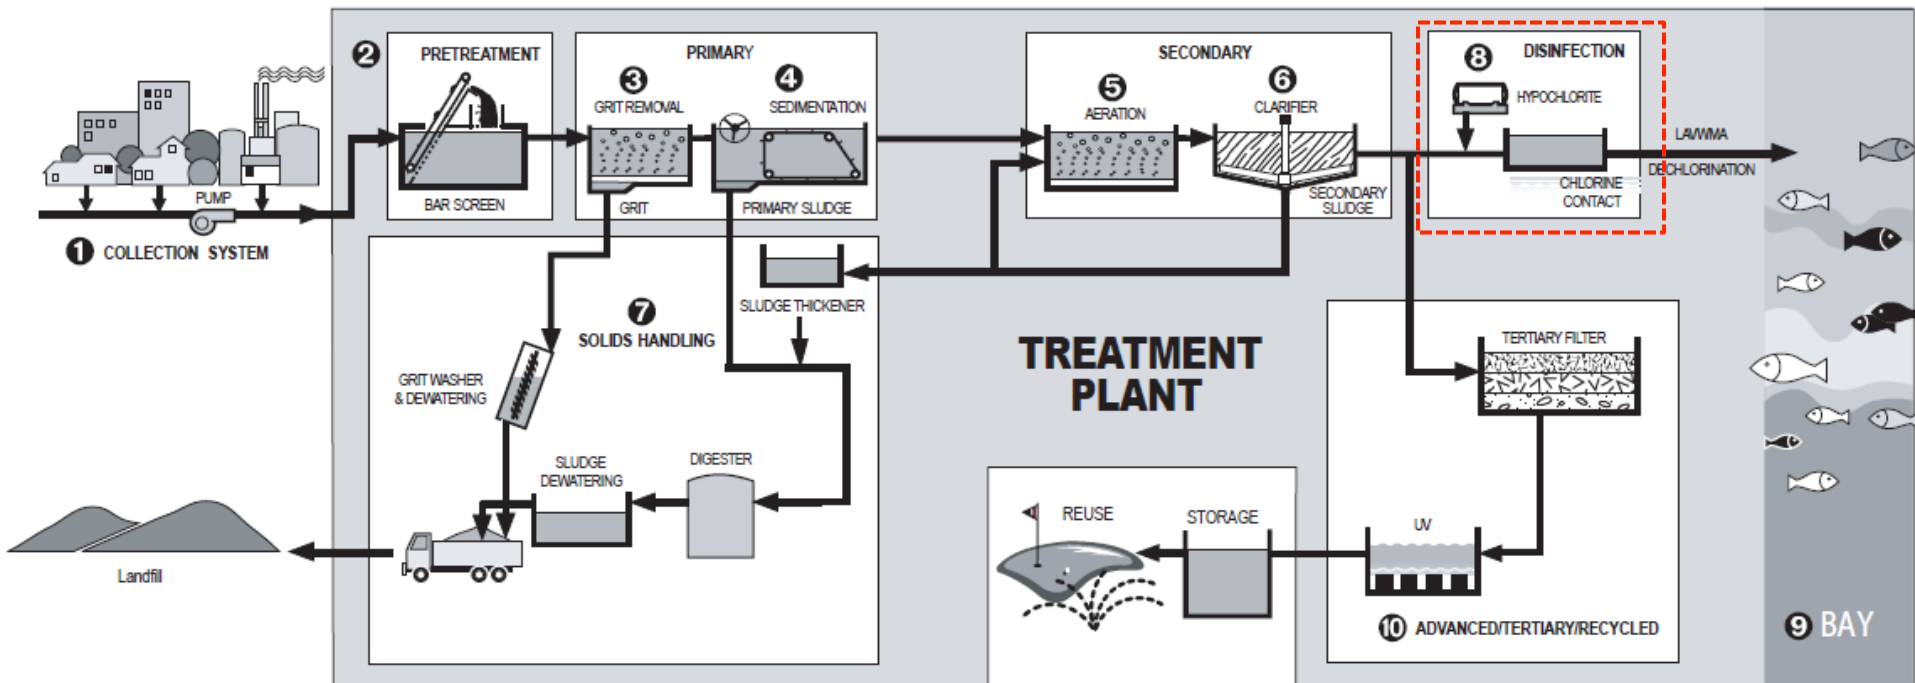 2 PRETREATMENT
BAR SCREEN
PRIMARY
3
GRIT REMOVAL
4
SEDIMENTATION
GRIT
PRIMARY SLUDGE
SECONDARY
5
AERATION
6
CLARIFIER
SECONDARY
SLUDGE
8 DISINFECTION
HYPOCHLORITE
CHLORINE
CONTACT
LAVWMA
DECHLORINATION
PUMP
1 COLLECTION SYSTEM
SLUDGE THICKENER
7
SOLIDS HANDLING
GRIT WASHER
& DEWATERING
SLUDGE
DEWATERING
DIGESTER
Landfill
TREATMENT
PLANT
TERTIARY FILTER
UV
10 ADVANCED/TERTIARY/RECYCLED
REUSE
STORAGE
9 BAY